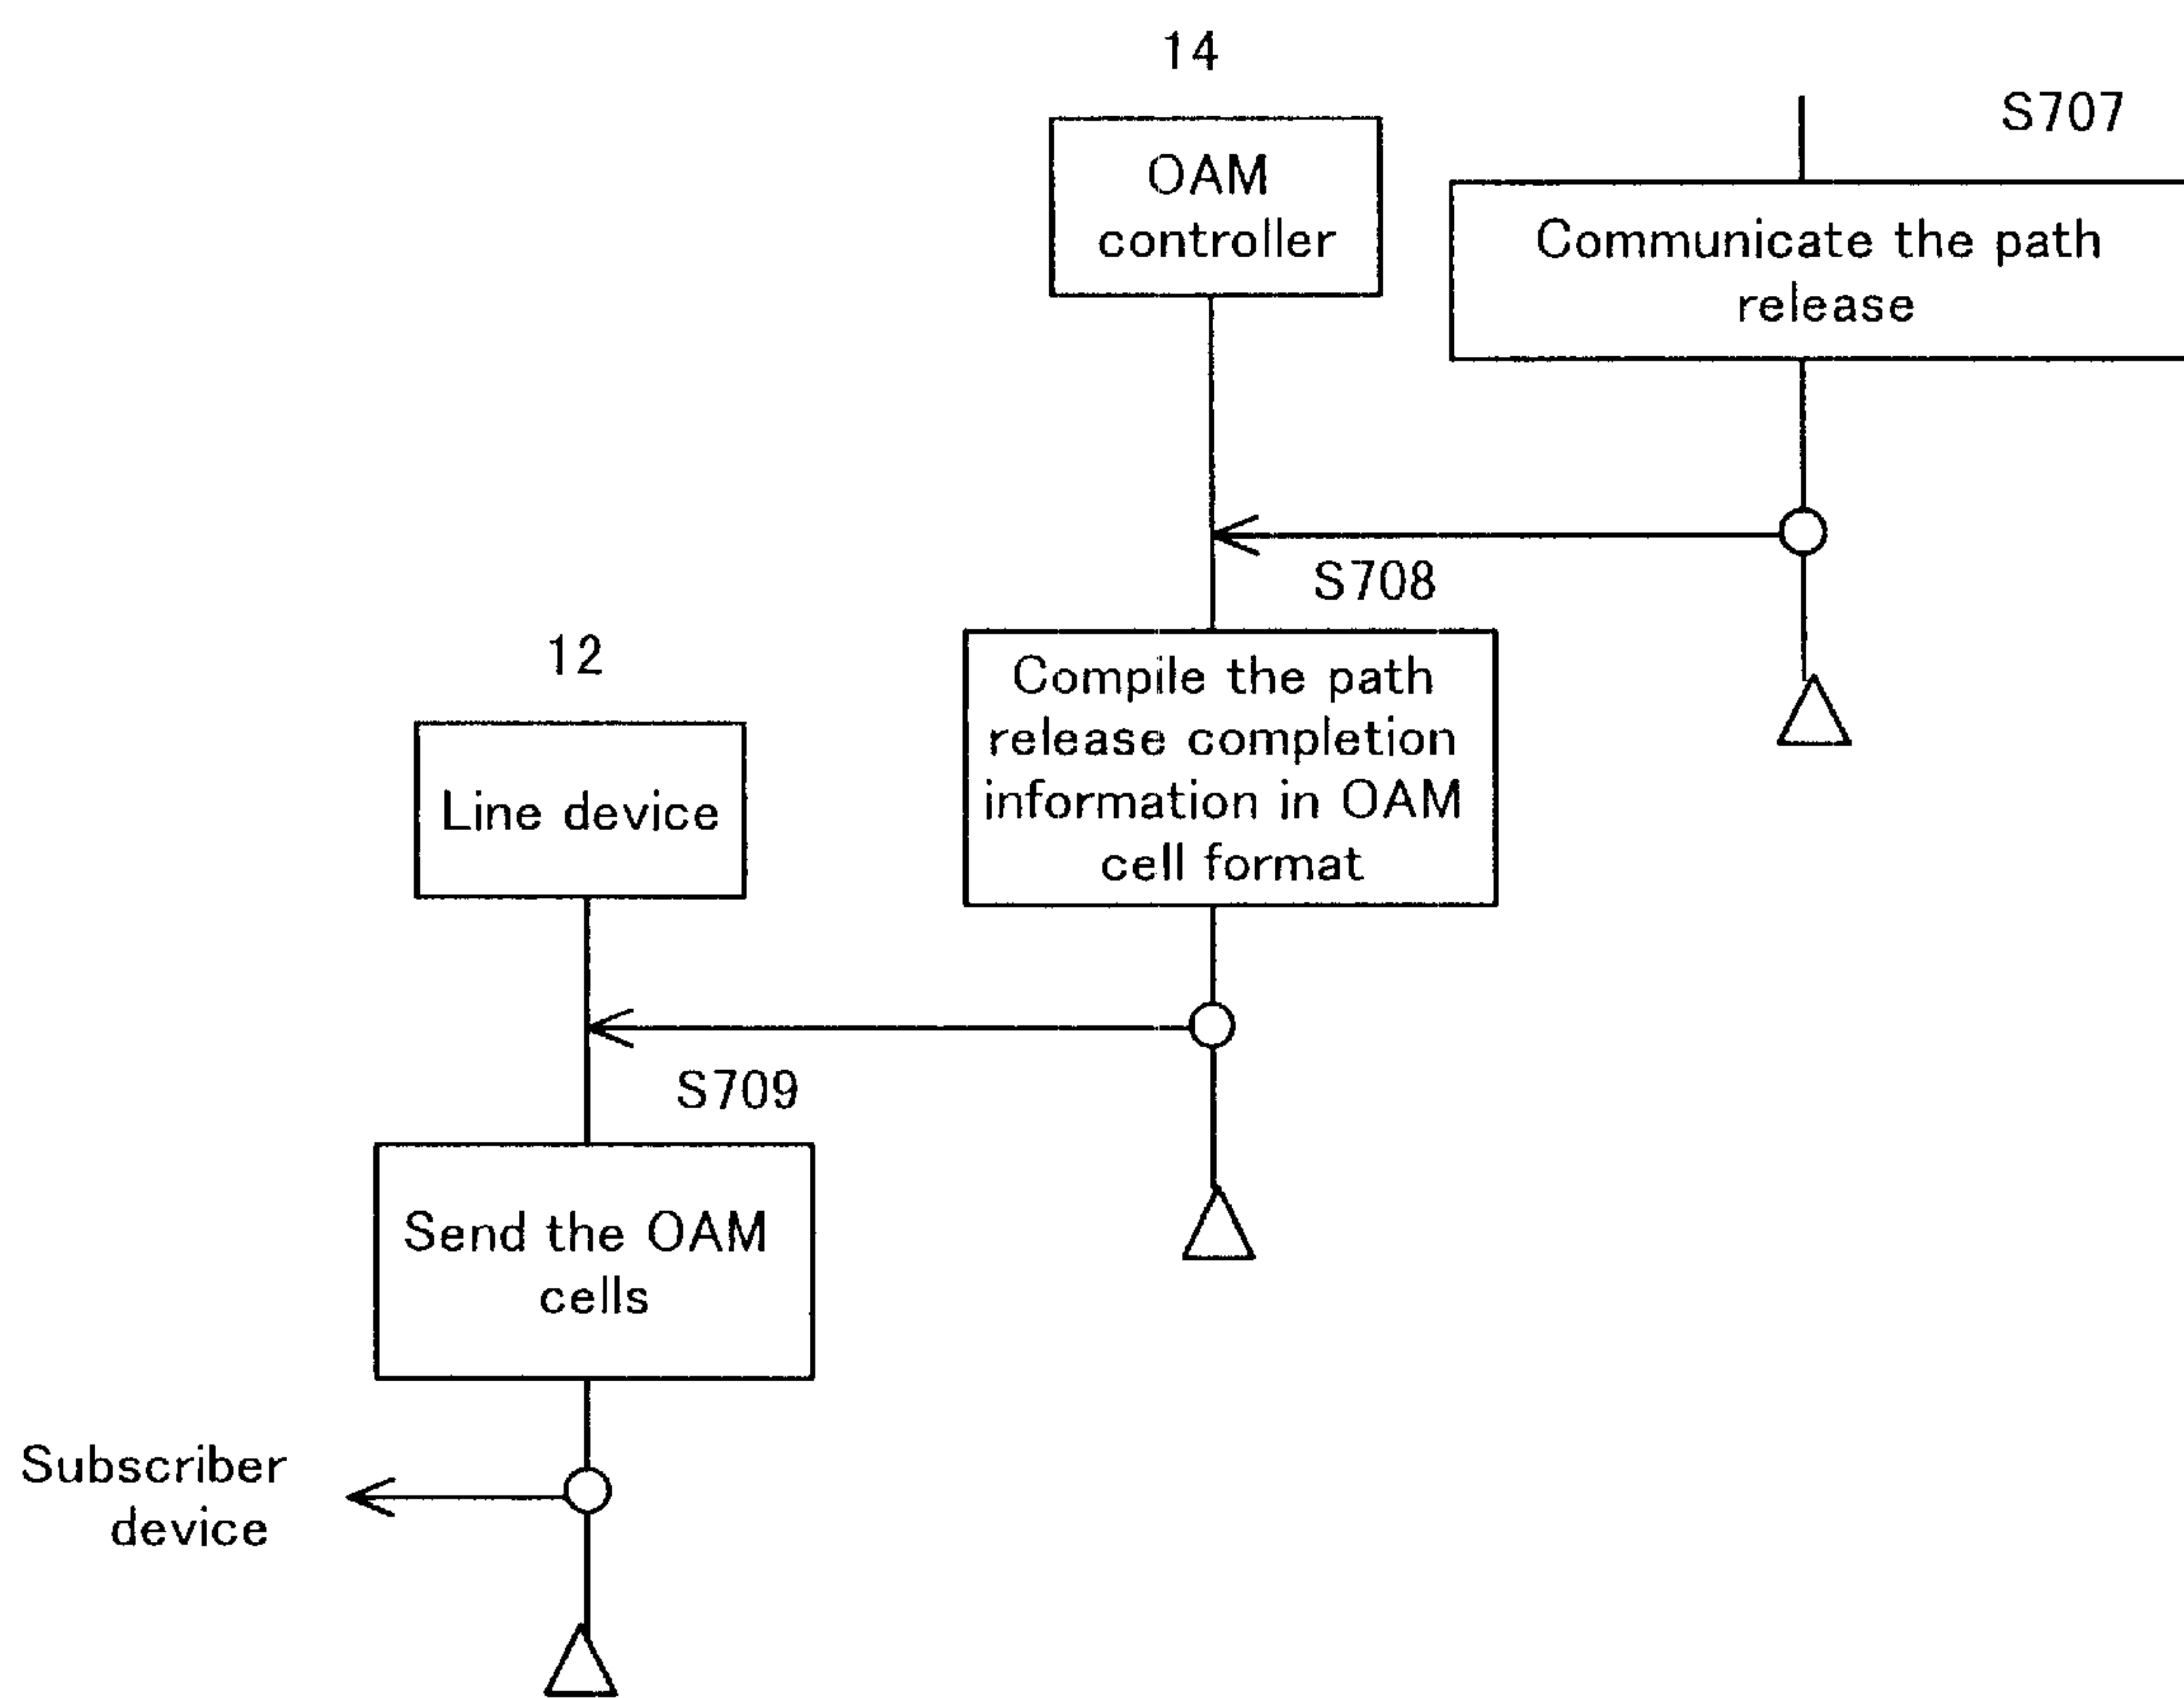 14
OAM
controller
S707
Communicate the path
release
S708
Compile the path
release completion
information in OAM
cell format
12
Line device
S709
Send the OAM
cells
Subscriber
device